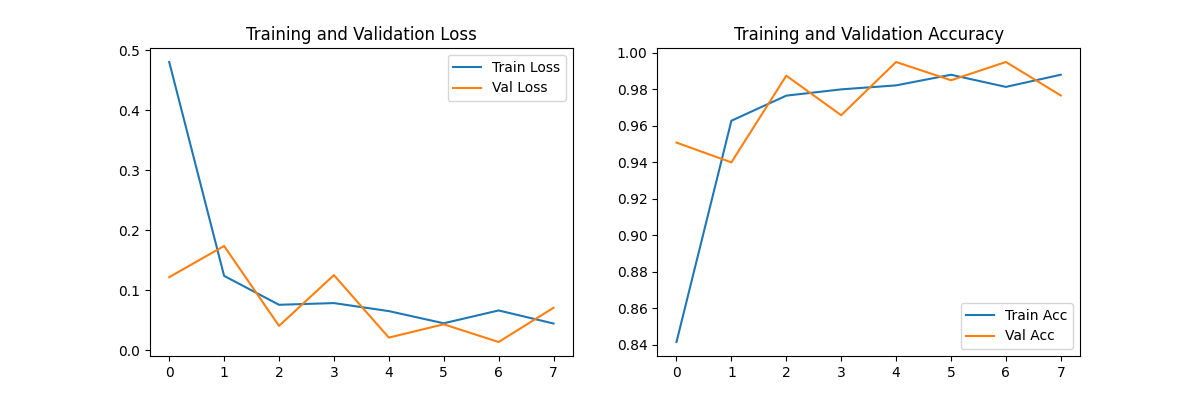 Training and Validation Loss
0.5
0.4
0.3
0.2
0.1
0.0
Train Loss
Val Loss
0 1 2 3 4 5 6 7
Training and Validation Accuracy
1.00
0.98
0.96
0.94
0.92
0.90
0.88
0.86
0.84
Train Acc
Val Acc
0 1 2 3 4 5 6 7